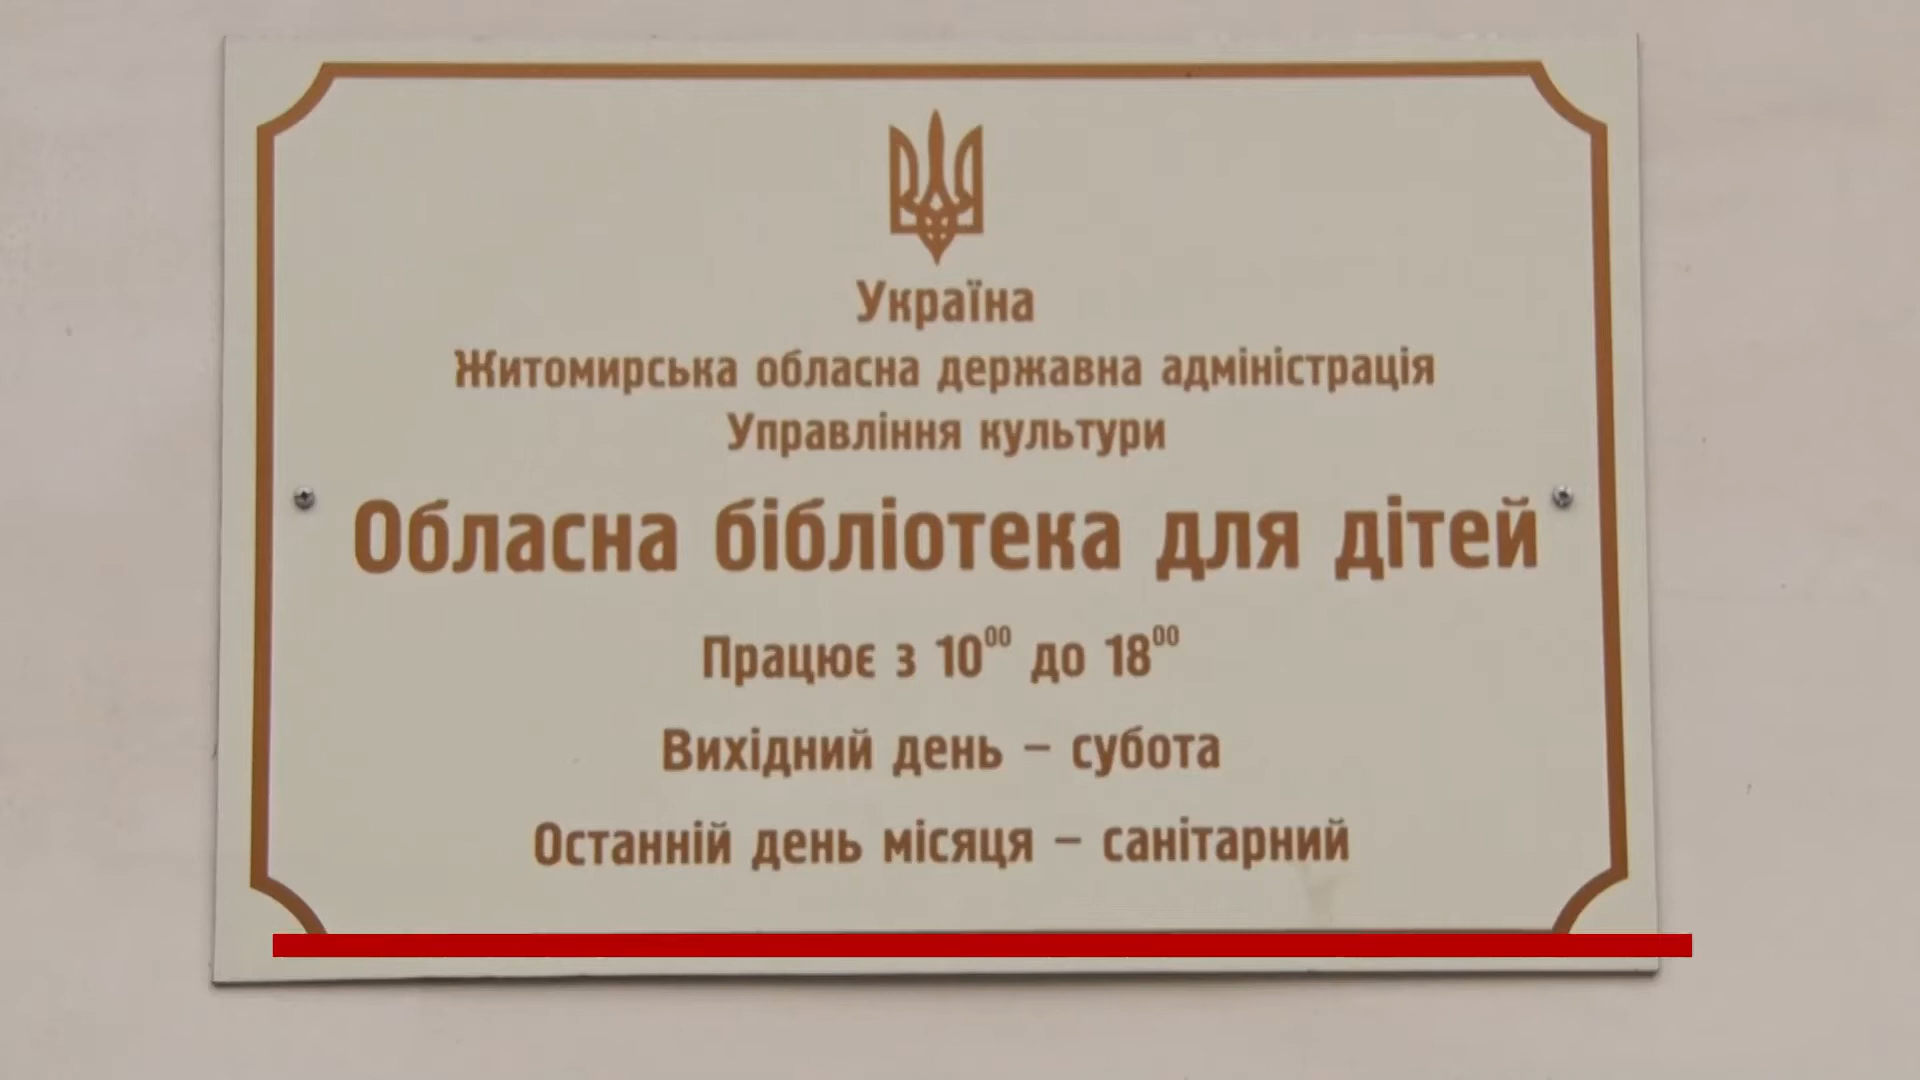 Україна
Житомирська обласна державна адміністрація
Управління культури
Обласна бібліотека для дітей
Працює з 10⁰⁰ до 18⁰⁰
Вихідний день – субота
Останній день місяця – санітарний